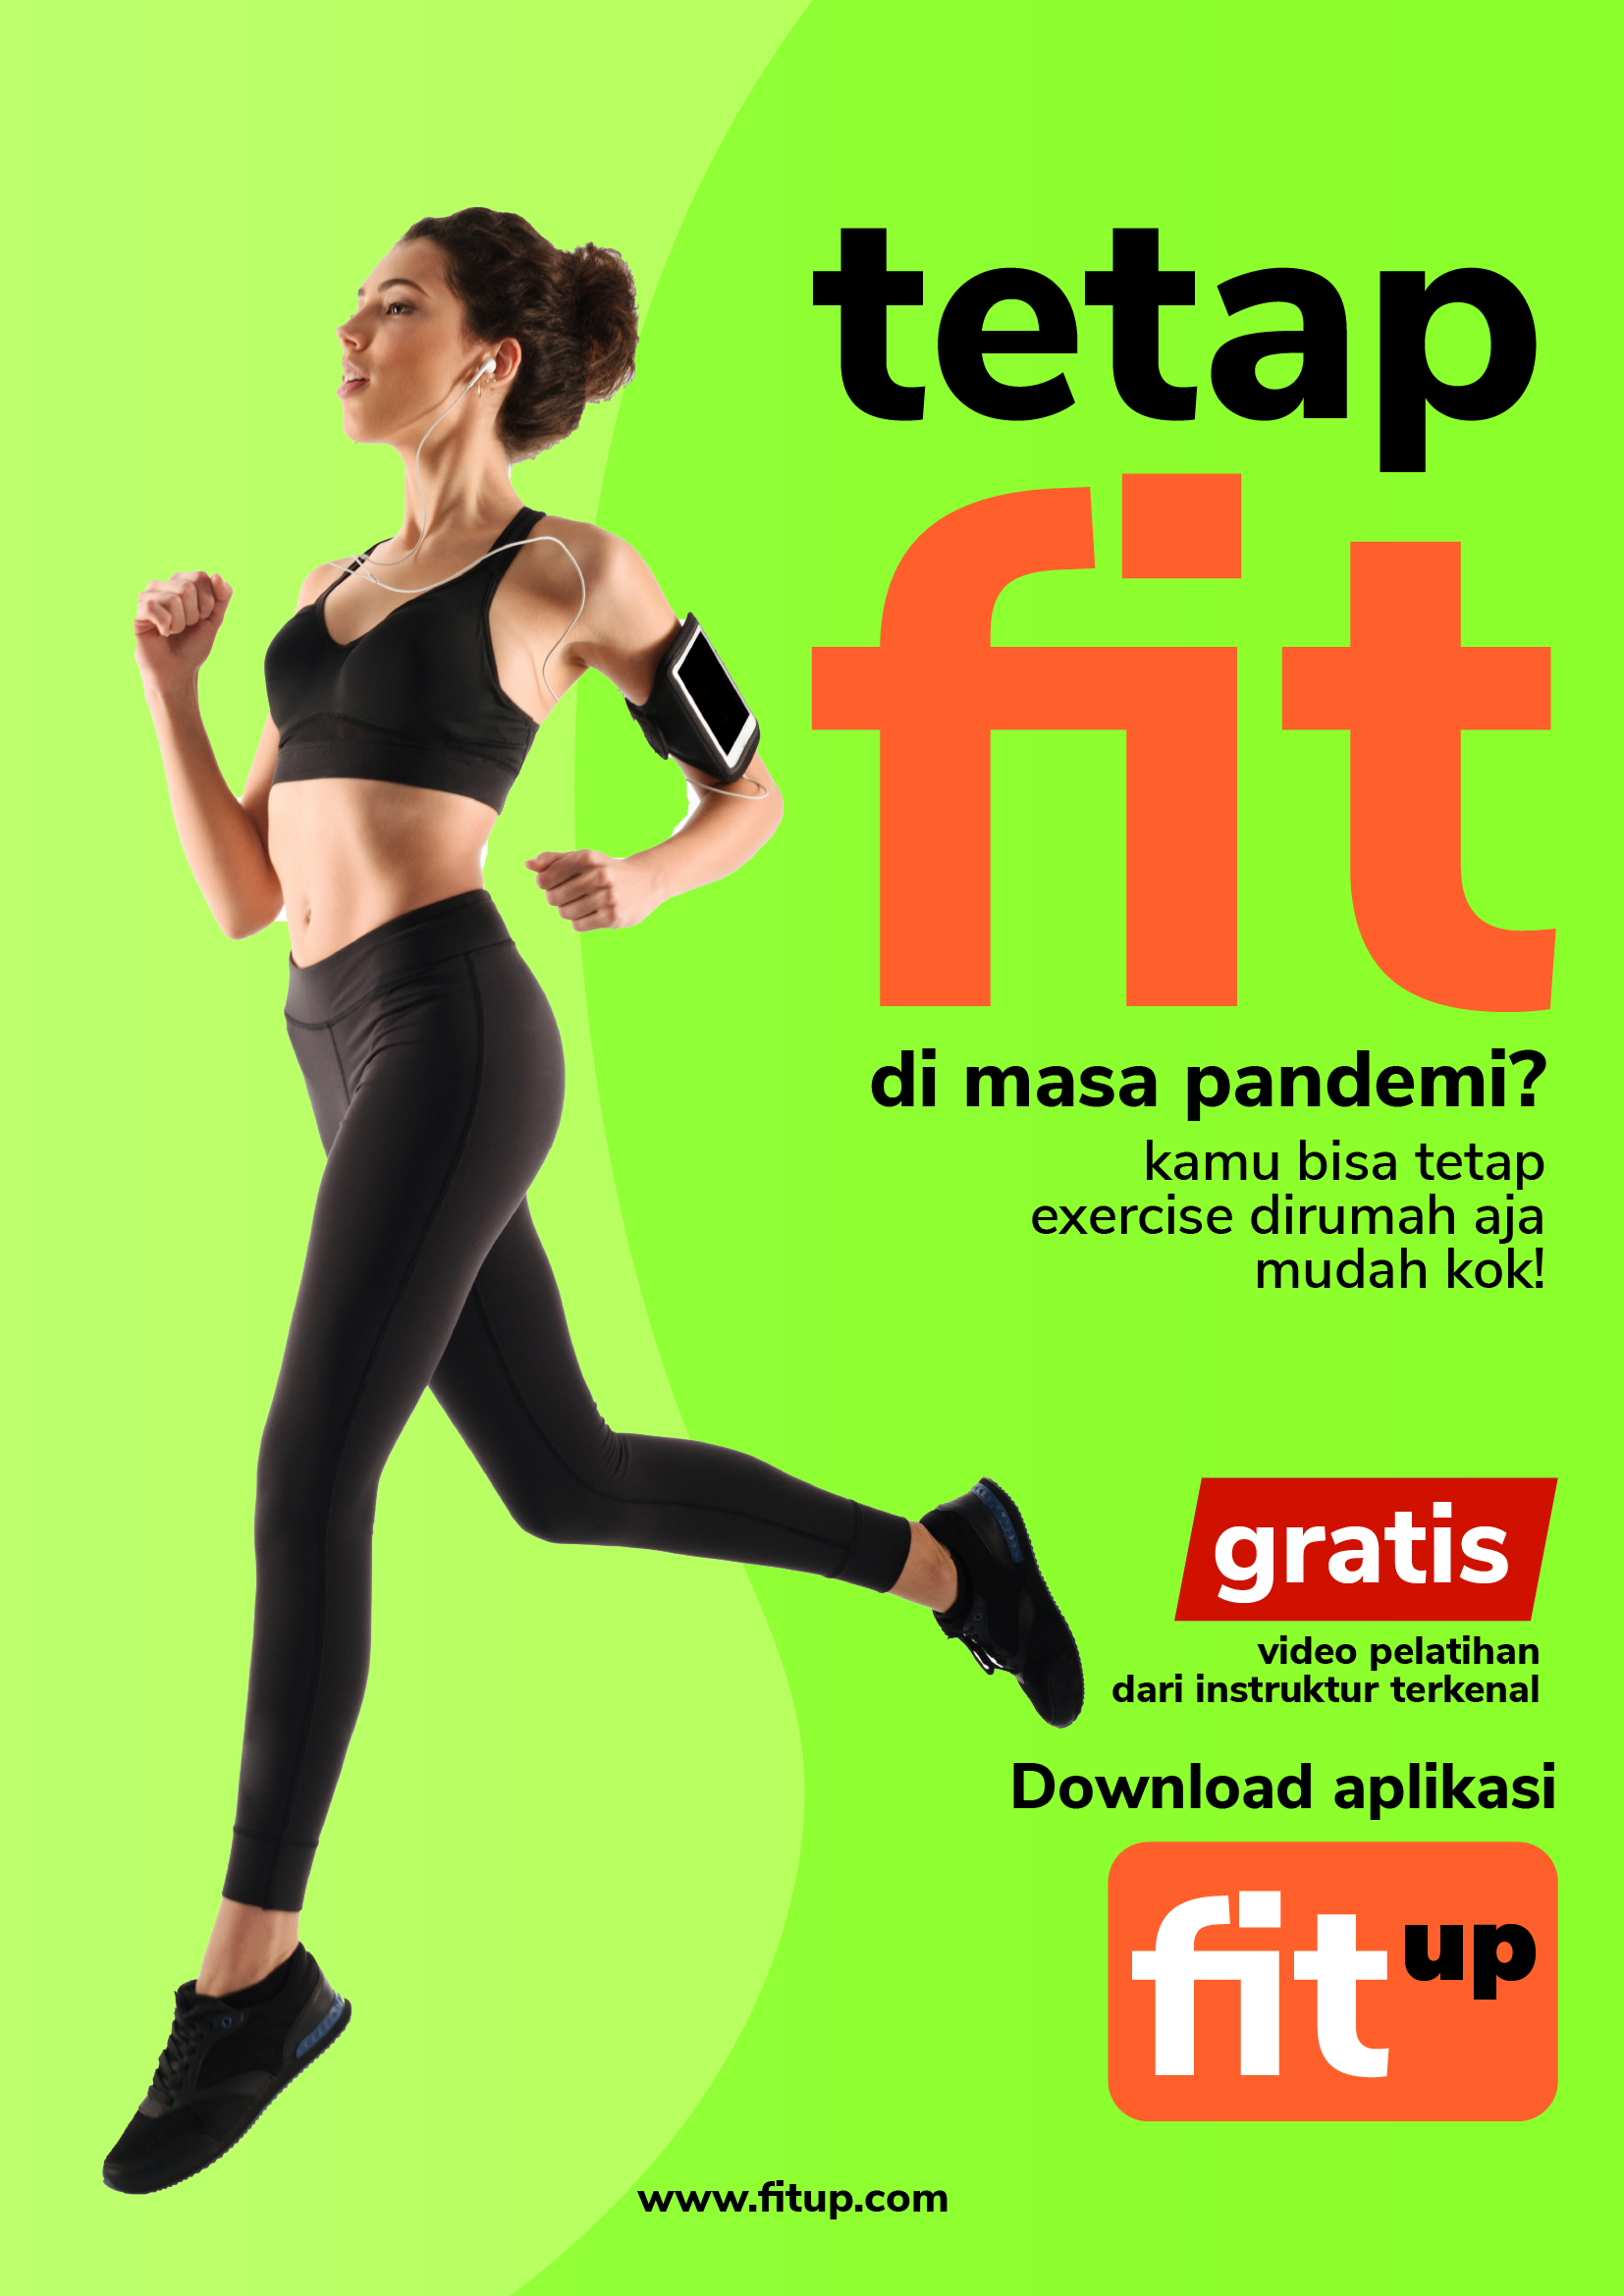 tetap
fit
di masa pandemi?
kamu bisa tetap
exercise dirumah aja
mudah kok!
gratis
video pelatihan
dari instruktur terkenal
Download aplikasi
fit up
www.fitup.com